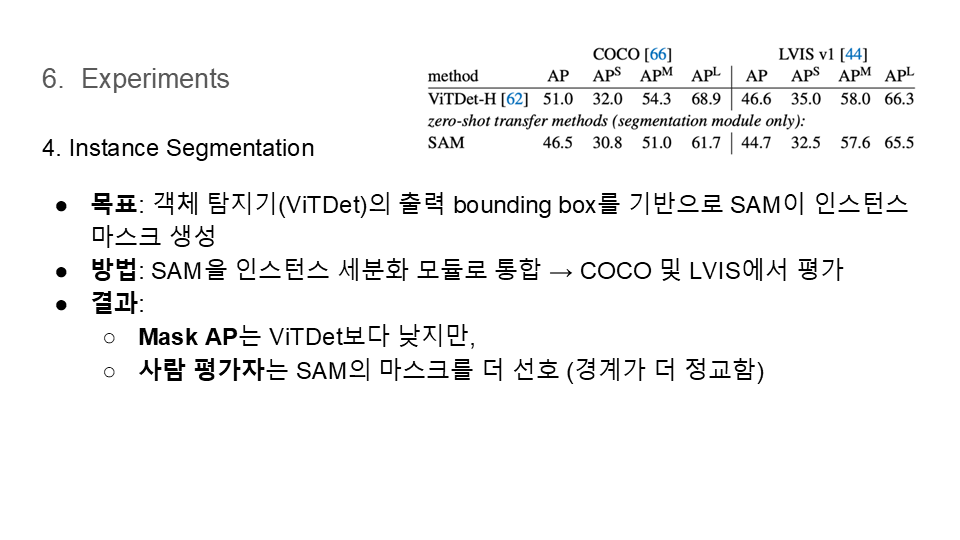 6. Experiments
COCO [66] LVIS v1 [44]
method AP APS APM APL AP APS APM APL
ViTDet-H [62] 51.0 32.0 54.3 68.9 46.6 35.0 58.0 66.3
zero-shot transfer methods (segmentation module only):
SAM 46.5 30.8 51.0 61.7 44.7 32.5 57.6 65.5
4. Instance Segmentation
● 목표: 객체 탐지기(ViTDet)의 출력 bounding box를 기반으로 SAM이 인스턴스
마스크 생성
● 방법: SAM을 인스턴스 세분화 모듈로 통합 → COCO 및 LVIS에서 평가
● 결과:
○ Mask AP는 ViTDet보다 낮지만,
○ 사람 평가자는 SAM의 마스크를 더 선호 (경계가 더 정교함)